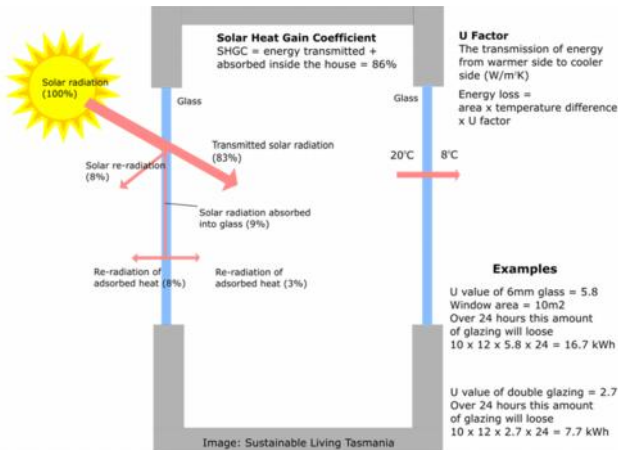 Solar Heat Gain Coefficient
SHGC = energy transmitted +
absorbed inside the house = 86%
U Factor
The transmission of energy
from warmer side to cooler
side (W/m²K)
Energy loss =
area x temperature difference
x U factor
Solar radiation
(100%)
Glass
Glass
Transmitted solar radiation
(83%)
20℃
8℃
Solar re-radiation
(8%)
Solar radiation absorbed
into glass (9%)
Re-radiation of
adsorbed heat (8%)
Re-radiation of
adsorbed heat (3%)
Examples
U value of 6mm glass = 5.8
Window area = 10m2
Over 24 hours this amount
of glazing will loose
10 x 12 x 5.8 x 24 = 16.7 kWh
U value of double glazing = 2.7
Over 24 hours this amount
of glazing will loose
10 x 12 x 2.7 x 24 = 7.7 kWh
Image: Sustainable Living Tasmania